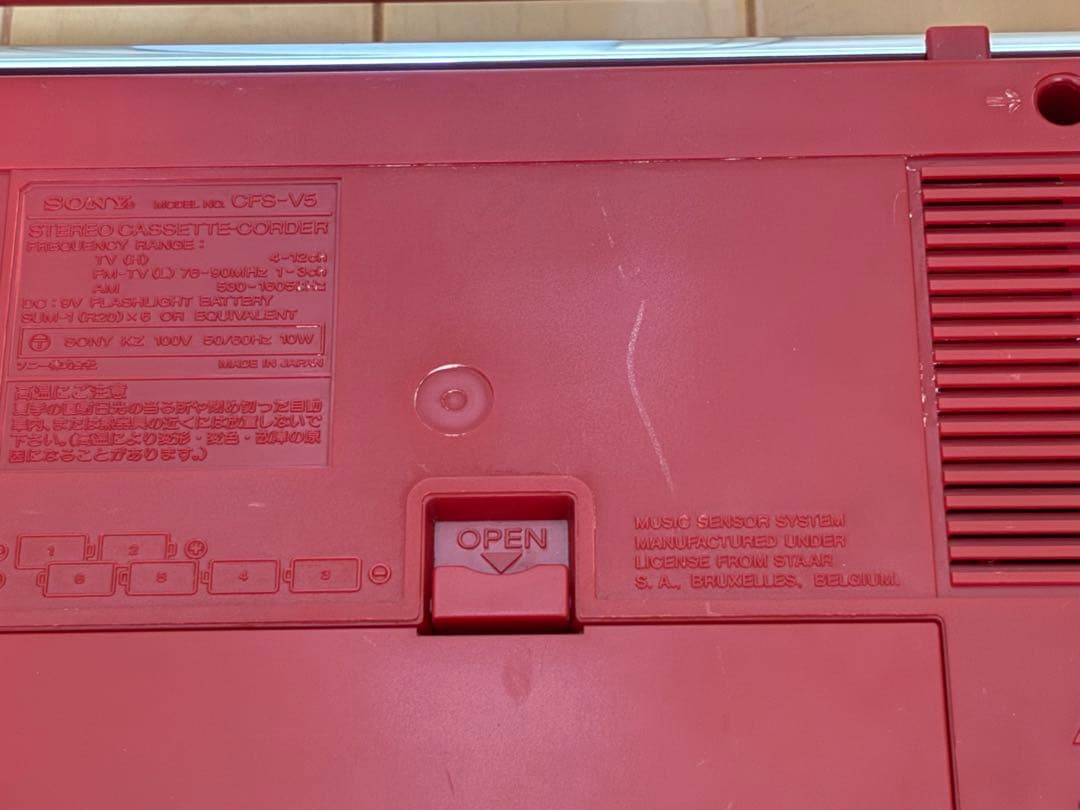 SONY® MODEL NO. CFS-V5
STEREO CASSETTE-CORDER
FREQUENCY RANGE:
TV (H) 4-12ch
FM-TV (L) 76-90MHz 1-3ch
AM 530-1605kHz
DC: 9V FLASHLIGHT BATTERY
SUM-1 (R20) × 6 OR EQUIVALENT
SONY KZ 100V 50/60Hz 10W
ソニー株式会社 MADE IN JAPAN
高温にご注意
夏季の直射日光の当る所や閉め切った自動
車内、または熱器具の近くには放置しないで
下さい。(高温により変形・変色・故障の原
因になることがあります。)
1 2 ⊕
6 5 4 3 ⊖
OPEN
MUSIC SENSOR SYSTEM
MANUFACTURED UNDER
LICENSE FROM STAAR
S. A., BRUXELLES, BELGIUM.